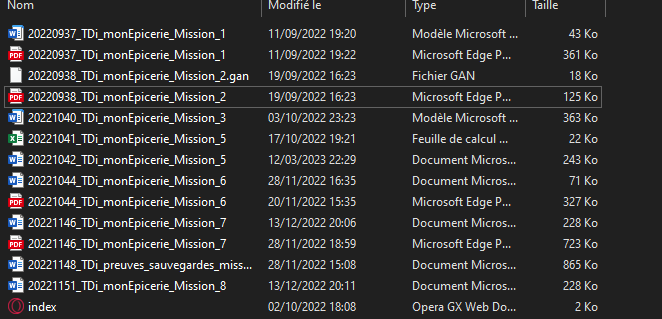 Nom Modifié le Type Taille
20220937_TDi_monEpicerie_Mission_1 11/09/2022 19:20 Modèle Microsoft ... 43 Ko
PDF 20220937_TDi_monEpicerie_Mission_1 11/09/2022 19:22 Microsoft Edge P... 361 Ko
20220938_TDi_monEpicerie_Mission_2.gan 19/09/2022 16:23 Fichier GAN 18 Ko
PDF 20220938_TDi_monEpicerie_Mission_2 19/09/2022 16:23 Microsoft Edge P... 125 Ko
20221040_TDi_monEpicerie_Mission_3 03/10/2022 23:23 Modèle Microsoft ... 363 Ko
20221041_TDi_monEpicerie_Mission_5 17/10/2022 19:21 Feuille de calcul ... 22 Ko
20221042_TDi_monEpicerie_Mission_5 12/03/2023 22:29 Document Micros... 243 Ko
20221044_TDi_monEpicerie_Mission_6 28/11/2022 16:35 Document Micros... 71 Ko
PDF 20221044_TDi_monEpicerie_Mission_6 20/11/2022 15:35 Microsoft Edge P... 327 Ko
20221146_TDi_monEpicerie_Mission_7 13/12/2022 20:06 Document Micros... 228 Ko
PDF 20221146_TDi_monEpicerie_Mission_7 28/11/2022 18:59 Microsoft Edge P... 723 Ko
20221148_TDi_preuves_sauvegardes_miss... 28/11/2022 15:08 Document Micros... 865 Ko
20221151_TDi_monEpicerie_Mission_8 13/12/2022 20:11 Document Micros... 228 Ko
index 02/10/2022 18:08 Opera GX Web Do... 2 Ko